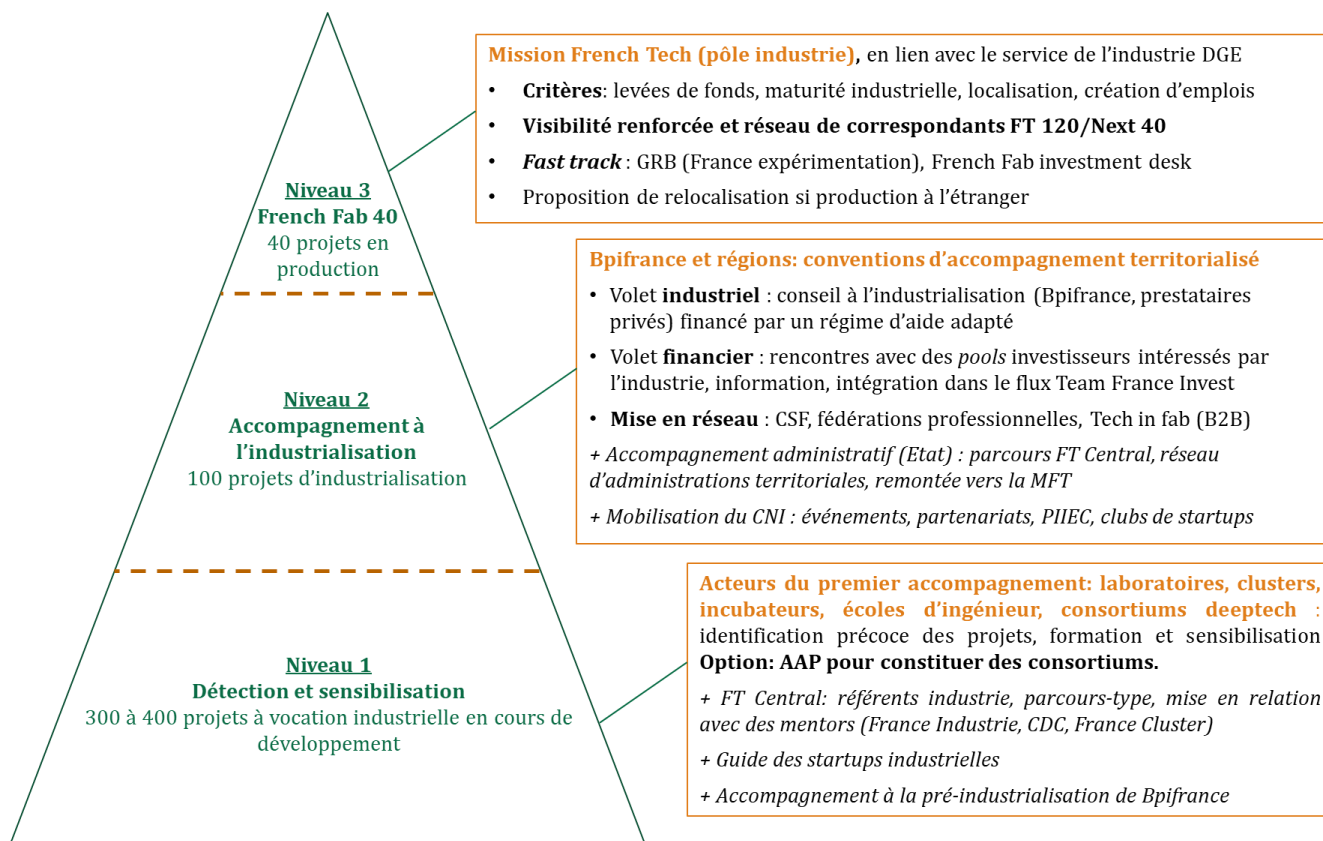 Niveau 3
French Fab 40
40 projets en
production
Mission French Tech (pôle industrie), en lien avec le service de l'industrie DGE
• Critères: levées de fonds, maturité industrielle, localisation, création d'emplois
• Visibilité renforcée et réseau de correspondants FT 120/Next 40
• Fast track : GRB (France expérimentation), French Fab investment desk
• Proposition de relocalisation si production à l'étranger
Niveau 2
Accompagnement à
l'industrialisation
100 projets d'industrialisation
Bpifrance et régions: conventions d'accompagnement territorialisé
• Volet industriel : conseil à l'industrialisation (Bpifrance, prestataires
privés) financé par un régime d'aide adapté
• Volet financier : rencontres avec des pools investisseurs intéressés par
l'industrie, information, intégration dans le flux Team France Invest
• Mise en réseau : CSF, fédérations professionnelles, Tech in fab (B2B)
+ Accompagnement administratif (Etat) : parcours FT Central, réseau
d'administrations territoriales, remontée vers la MFT
+ Mobilisation du CNI : événements, partenariats, PIIEC, clubs de startups
Niveau 1
Détection et sensibilisation
300 à 400 projets à vocation industrielle en cours de
développement
Acteurs du premier accompagnement: laboratoires, clusters,
incubateurs, écoles d'ingénieur, consortiums deeptech :
identification précoce des projets, formation et sensibilisation
Option: AAP pour constituer des consortiums.
+ FT Central: référents industrie, parcours-type, mise en relation
avec des mentors (France Industrie, CDC, France Cluster)
+ Guide des startups industrielles
+ Accompagnement à la pré-industrialisation de Bpifrance